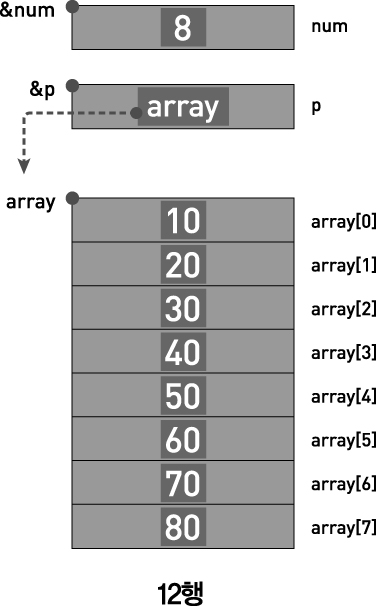 &num
8
num
&p
array
p
array
10
array[0]
20
array[1]
30
array[2]
40
array[3]
50
array[4]
60
array[5]
70
array[6]
80
array[7]
12행